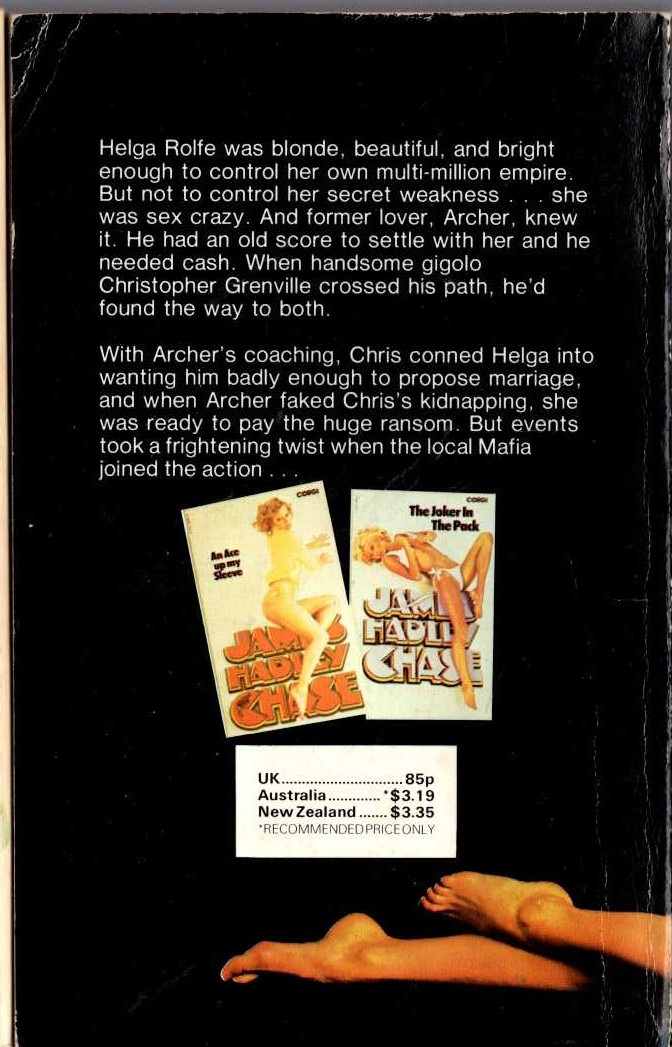 Helga Rolfe was blonde, beautiful, and bright
enough to control her own multi-million empire.
But not to control her secret weakness . . . she
was sex crazy. And former lover, Archer, knew
it. He had an old score to settle with her and he
needed cash. When handsome gigolo
Christopher Grenville crossed his path, he'd
found the way to both.
With Archer's coaching, Chris conned Helga into
wanting him badly enough to propose marriage,
and when Archer faked Chris's kidnapping, she
was ready to pay the huge ransom. But events
took a frightening twist when the local Mafia
joined the action . . .
CORGI
An Ace
up my
Sleeve
JAMES
HADLEY
CHASE
CORGI
The Joker In
The Pack
JAMES
HADLEY
CHASE
UK.............................. 85p
Australia............. *$3.19
New Zealand ....... $3.35
*RECOMMENDED PRICE ONLY